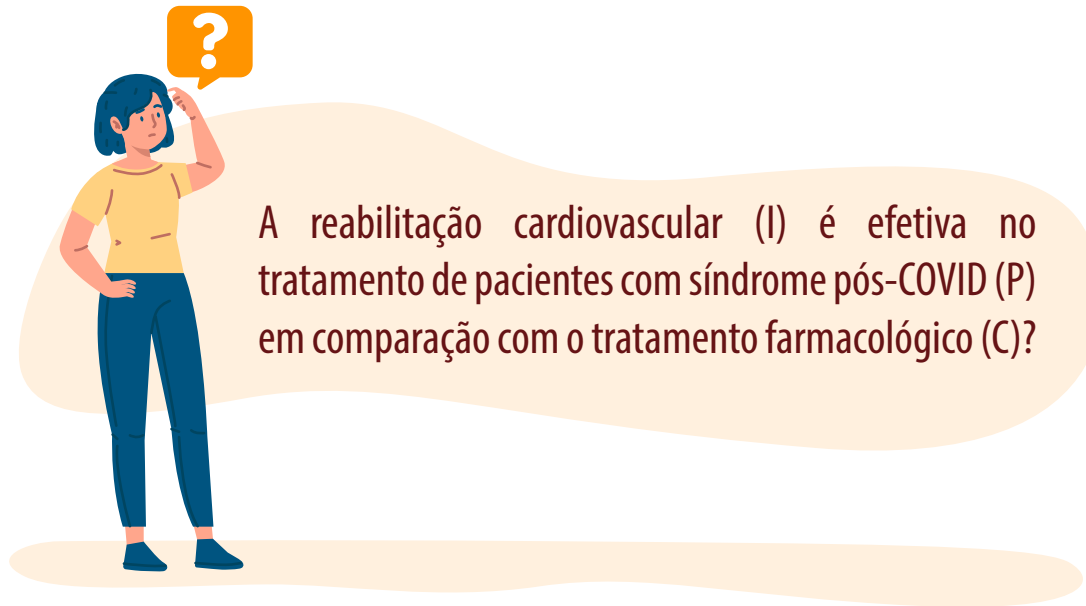 ?
A reabilitação cardiovascular (I) é efetiva no
tratamento de pacientes com síndrome pós-COVID (P)
em comparação com o tratamento farmacológico (C)?